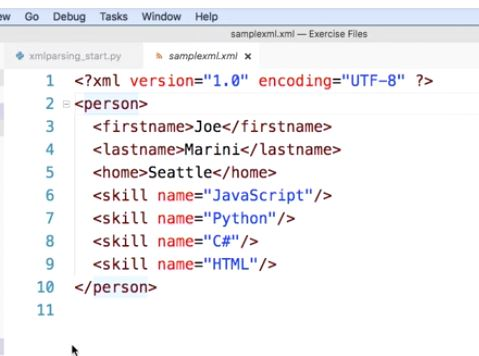 Go Debug Tasks Window Help
samplexml.xml — Exercise Files
xmlparsing_start.py samplexml.xml ×
1 <?xml version="1.0" encoding="UTF-8" ?>
2 <person>
3 <firstname>Joe</firstname>
4 <lastname>Marini</lastname>
5 <home>Seattle</home>
6 <skill name="JavaScript"/>
7 <skill name="Python"/>
8 <skill name="C#"/>
9 <skill name="HTML"/>
10 </person>
11